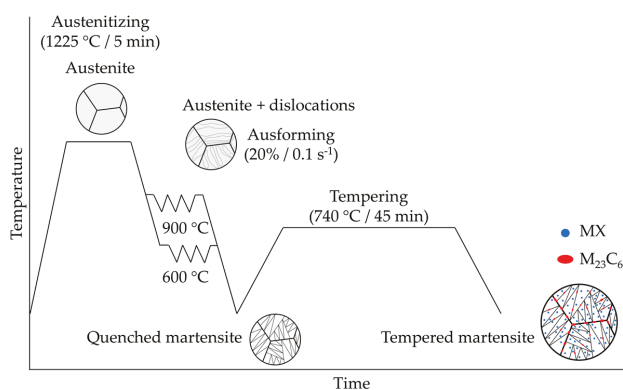 Austenitizing
(1225 °C / 5 min)
Austenite
Austenite + dislocations
Ausforming
(20% / 0.1 s⁻¹)
Temperature
Tempering
(740 °C / 45 min)
900 °C
MX
M₂₃C₆
600 °C
Quenched martensite
Tempered martensite
Time